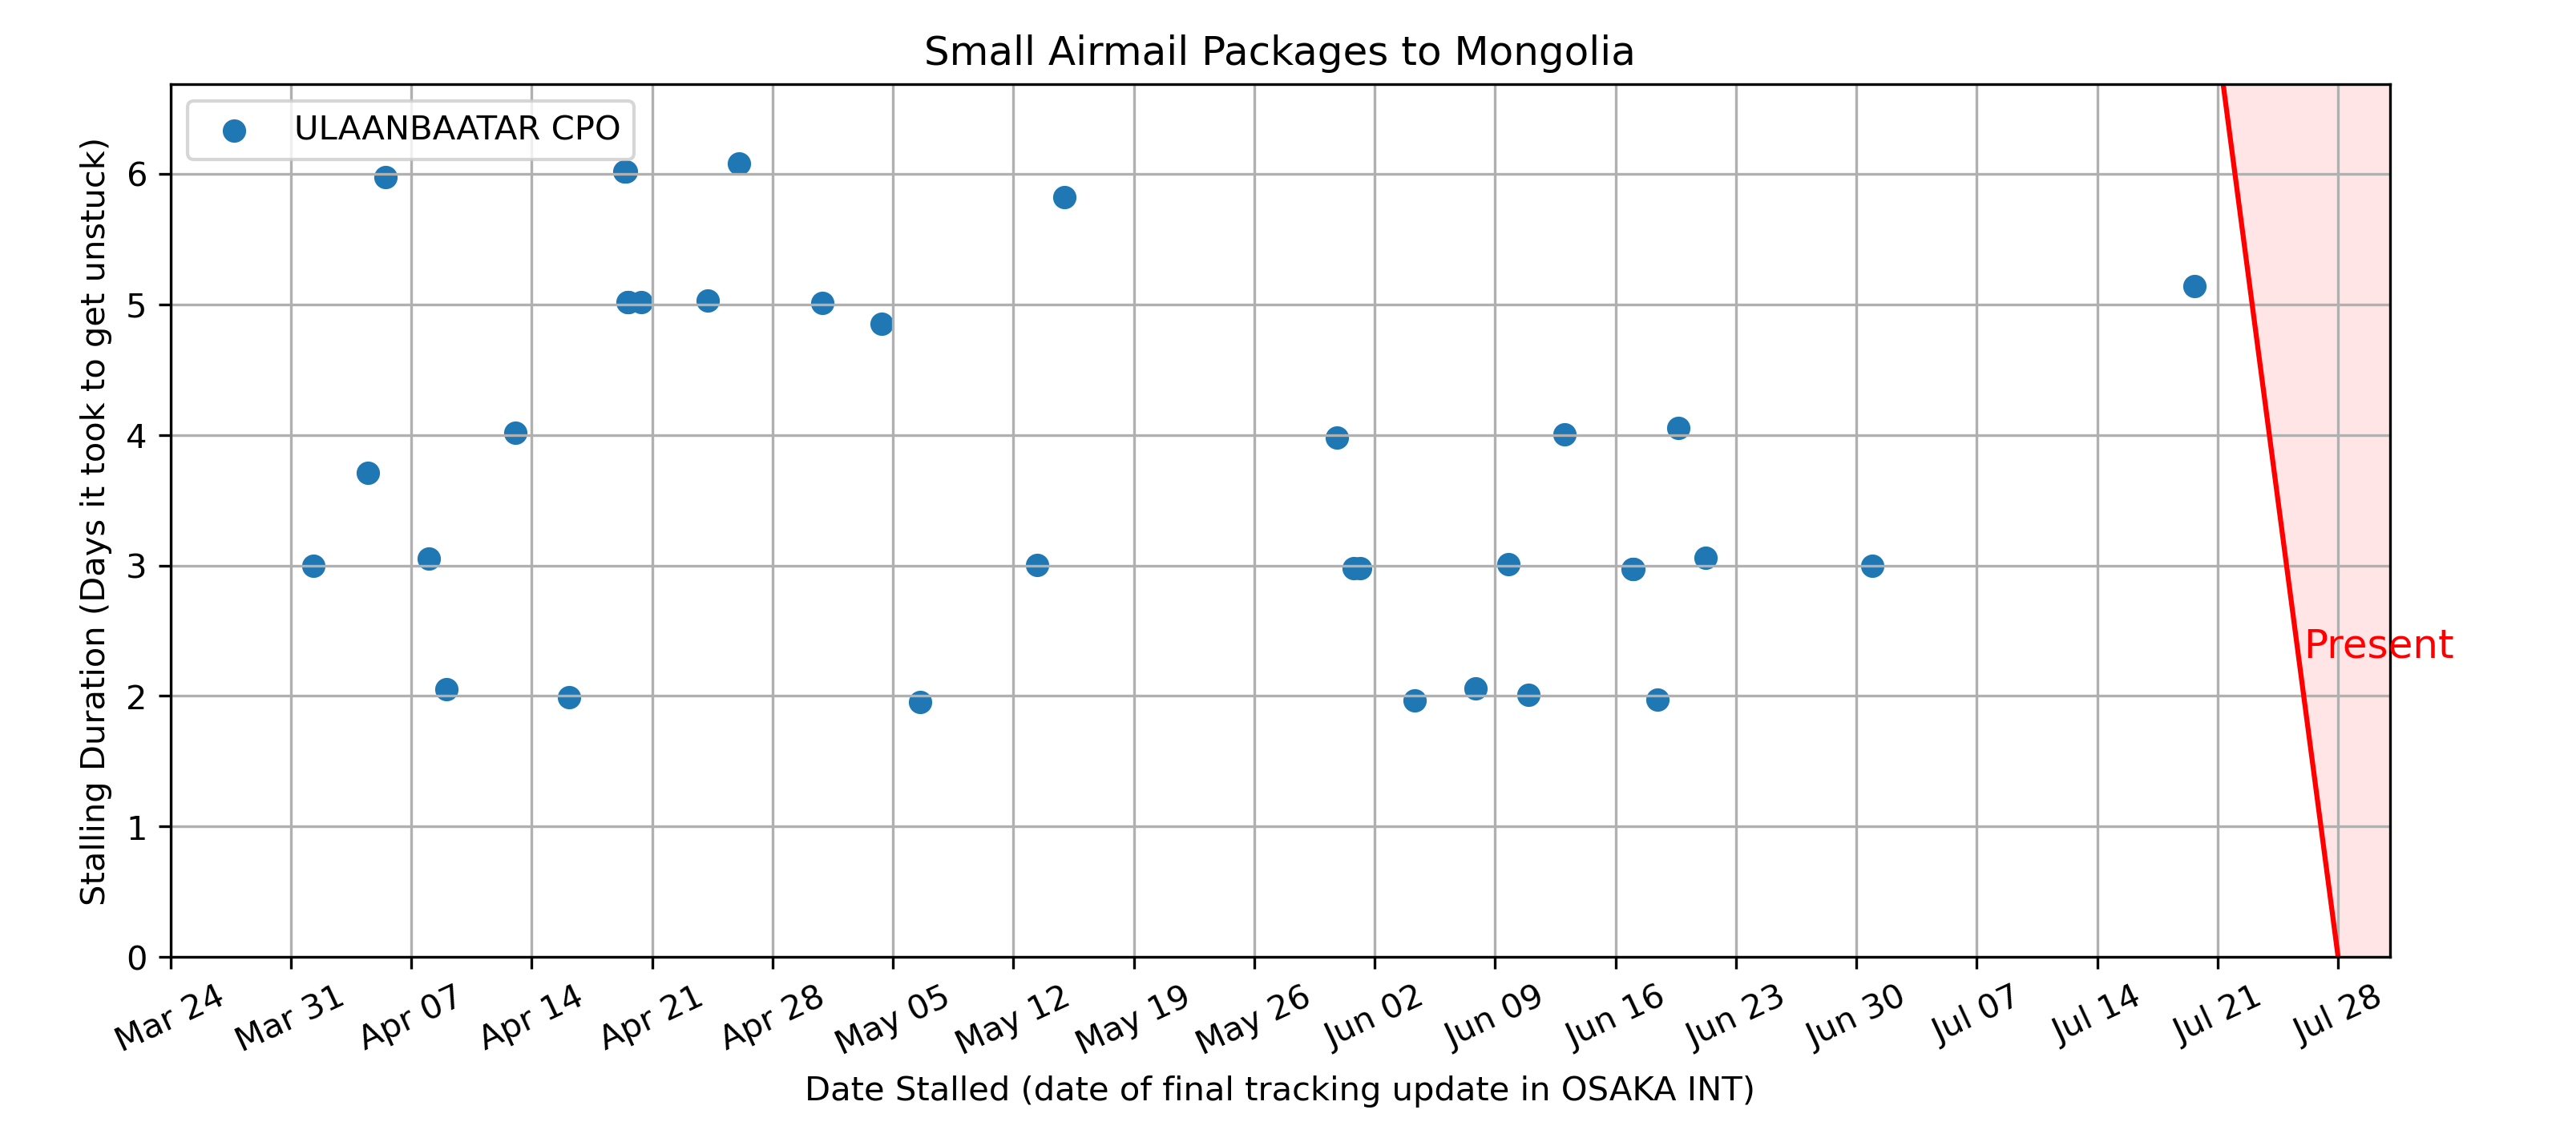 Small Airmail Packages to Mongolia
ULAANBAATAR CPO
Stalling Duration (Days it took to get unstuck)
6
5
4
3
2
1
0
Present
Mar 24
Mar 31
Apr 07
Apr 14
Apr 21
Apr 28
May 05
May 12
May 19
May 26
Jun 02
Jun 09
Jun 16
Jun 23
Jun 30
Jul 07
Jul 14
Jul 21
Jul 28
Date Stalled (date of final tracking update in OSAKA INT)